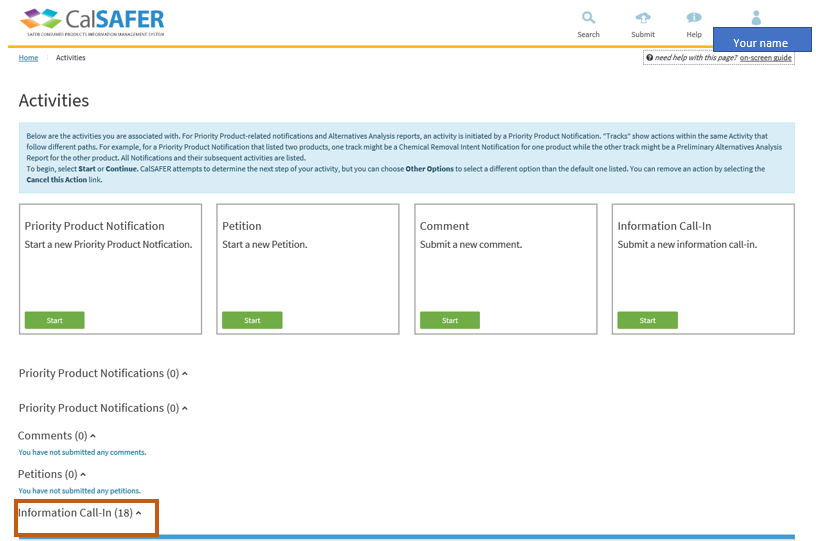 CalSAFER
SAFER CONSUMER PRODUCTS INFORMATION MANAGEMENT SYSTEM
Search
Submit
Help
Your name
Home
Activities
need help with this page? on-screen guide
Activities
Below are the activities you are associated with. For Priority Product-related notifications and Alternatives Analysis reports, an activity is initiated by a Priority Product Notification. "Tracks" show actions within the same Activity that
follow different paths. For example, for a Priority Product Notification that listed two products, one track might be a Chemical Removal Intent Notification for one product while the other track might be a Preliminary Alternatives Analysis
Report for the other product. All Notifications and their subsequent activities are listed.
To begin, select Start or Continue. CalSAFER attempts to determine the next step of your activity, but you can choose Other Options to select a different option than the default one listed. You can remove an action by selecting the
Cancel this Action link.
Priority Product Notification
Start a new Priority Product Notfication.
Start
Petition
Start a new Petition.
Start
Comment
Submit a new comment.
Start
Information Call-In
Submit a new information call-in.
Start
Priority Product Notifications (0)
Priority Product Notifications (0)
Comments (0)
You have not submitted any comments.
Petitions (0)
You have not submitted any petitions.
Information Call-In (18)